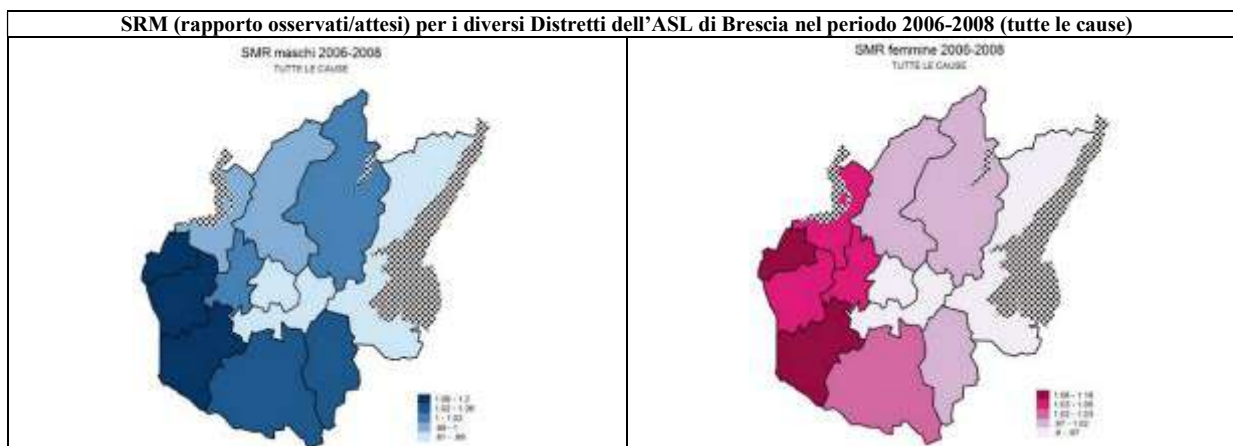 SRM (rapporto osservati/attesi) per i diversi Distretti dell'ASL di Brescia nel periodo 2006-2008 (tutte le cause)
SMR maschi 2006-2008
TUTTE LE CAUSE
SMR femmine 2006-2008
TUTTE LE CAUSE